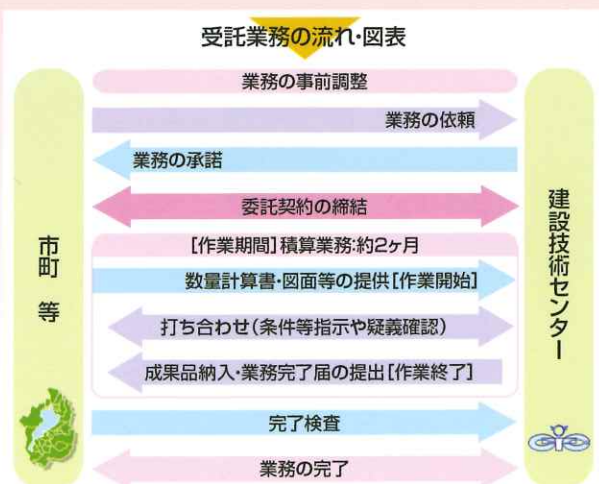 受託業務の流れ・図表
業務の事前調整
業務の依頼
業務の承諾
委託契約の締結
[作業期間]積算業務:約2ヶ月
数量計算書・図面等の提供[作業開始]
打ち合わせ(条件等指示や疑義確認)
成果品納入・業務完了届の提出[作業終了]
完了検査
業務の完了
市町等
建設技術センター